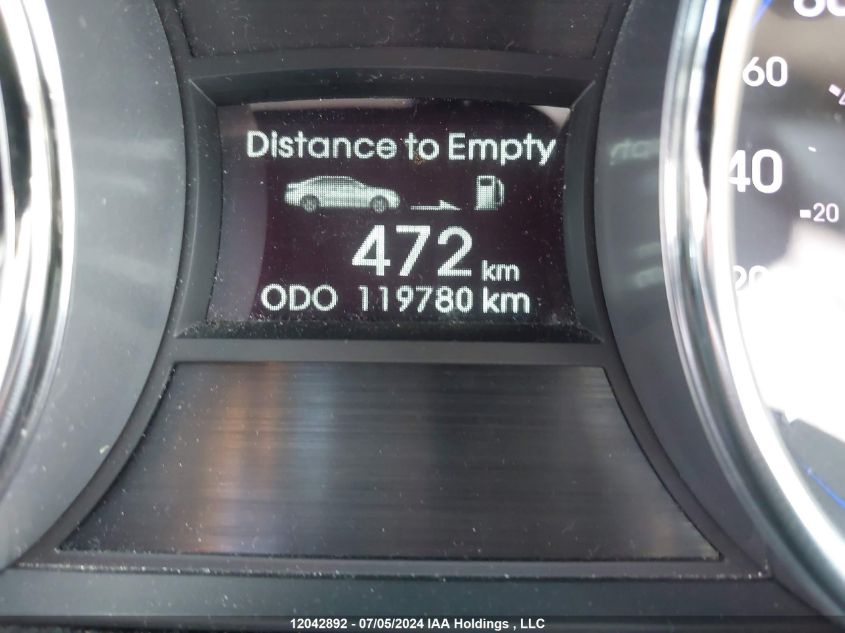 Distance to Empty
472 km
ODO 119780 km
60
40
20
12042892 - 07/05/2024 IAA Holdings , LLC